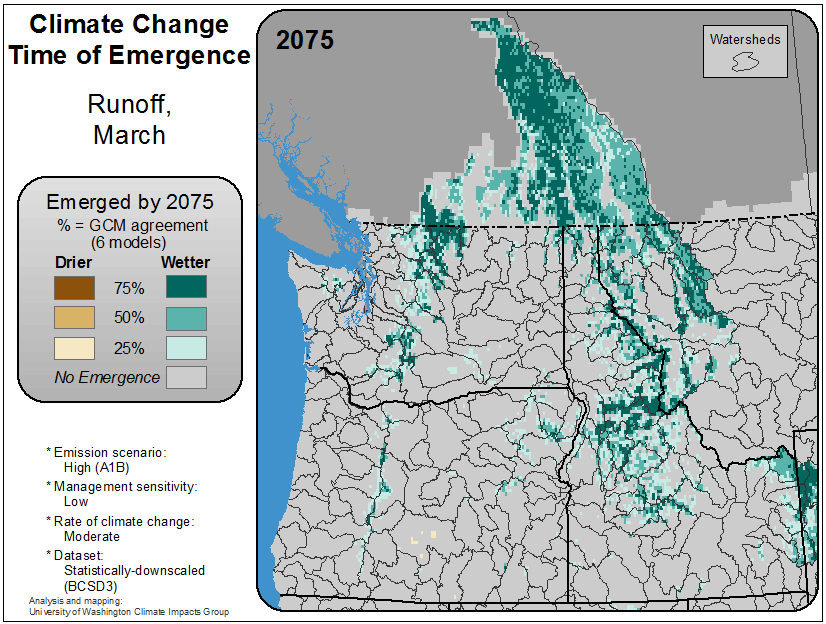 Climate Change
Time of Emergence
Runoff,
March
Emerged by 2075
% = GCM agreement
(6 models)
Drier Wetter
75%
50%
25%
No Emergence
* Emission scenario:
High (A1B)
* Management sensitivity:
Low
* Rate of climate change:
Moderate
* Dataset:
Statistically-downscaled
(BCSD3)
Analysis and mapping:
University of Washington Climate Impacts Group
2075
Watersheds